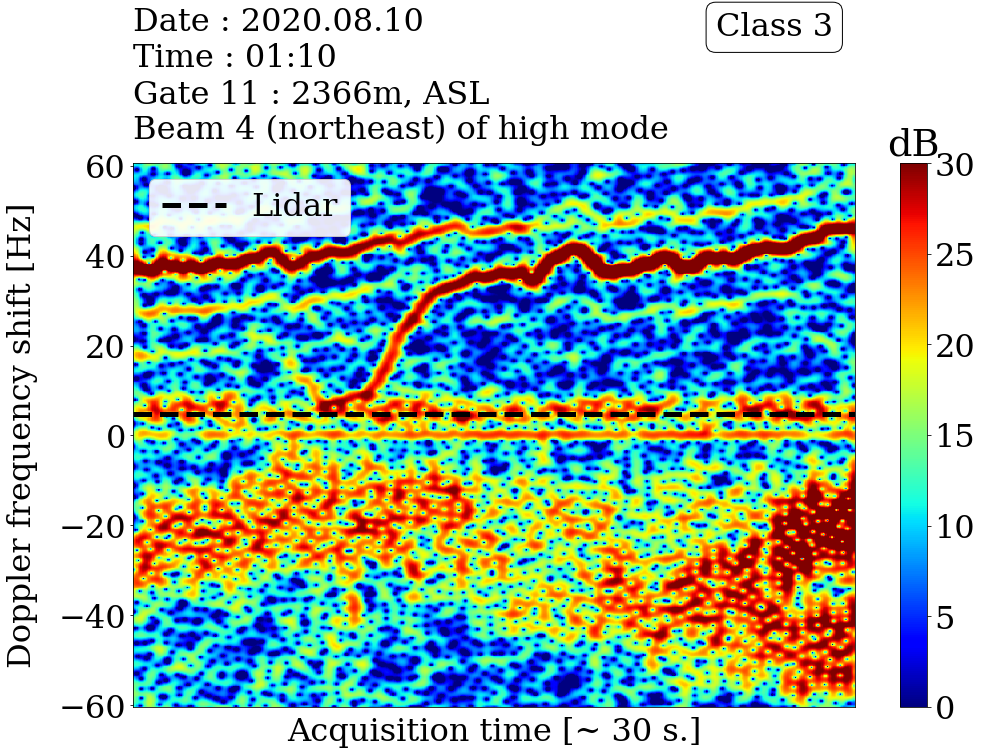 Date : 2020.08.10
Time : 01:10
Gate 11 : 2366m, ASL
Beam 4 (northeast) of high mode
Class 3
dB
Lidar
Doppler frequency shift [Hz]
60
40
20
0
−20
−40
−60
30
25
20
15
10
5
0
Acquisition time [~ 30 s.]